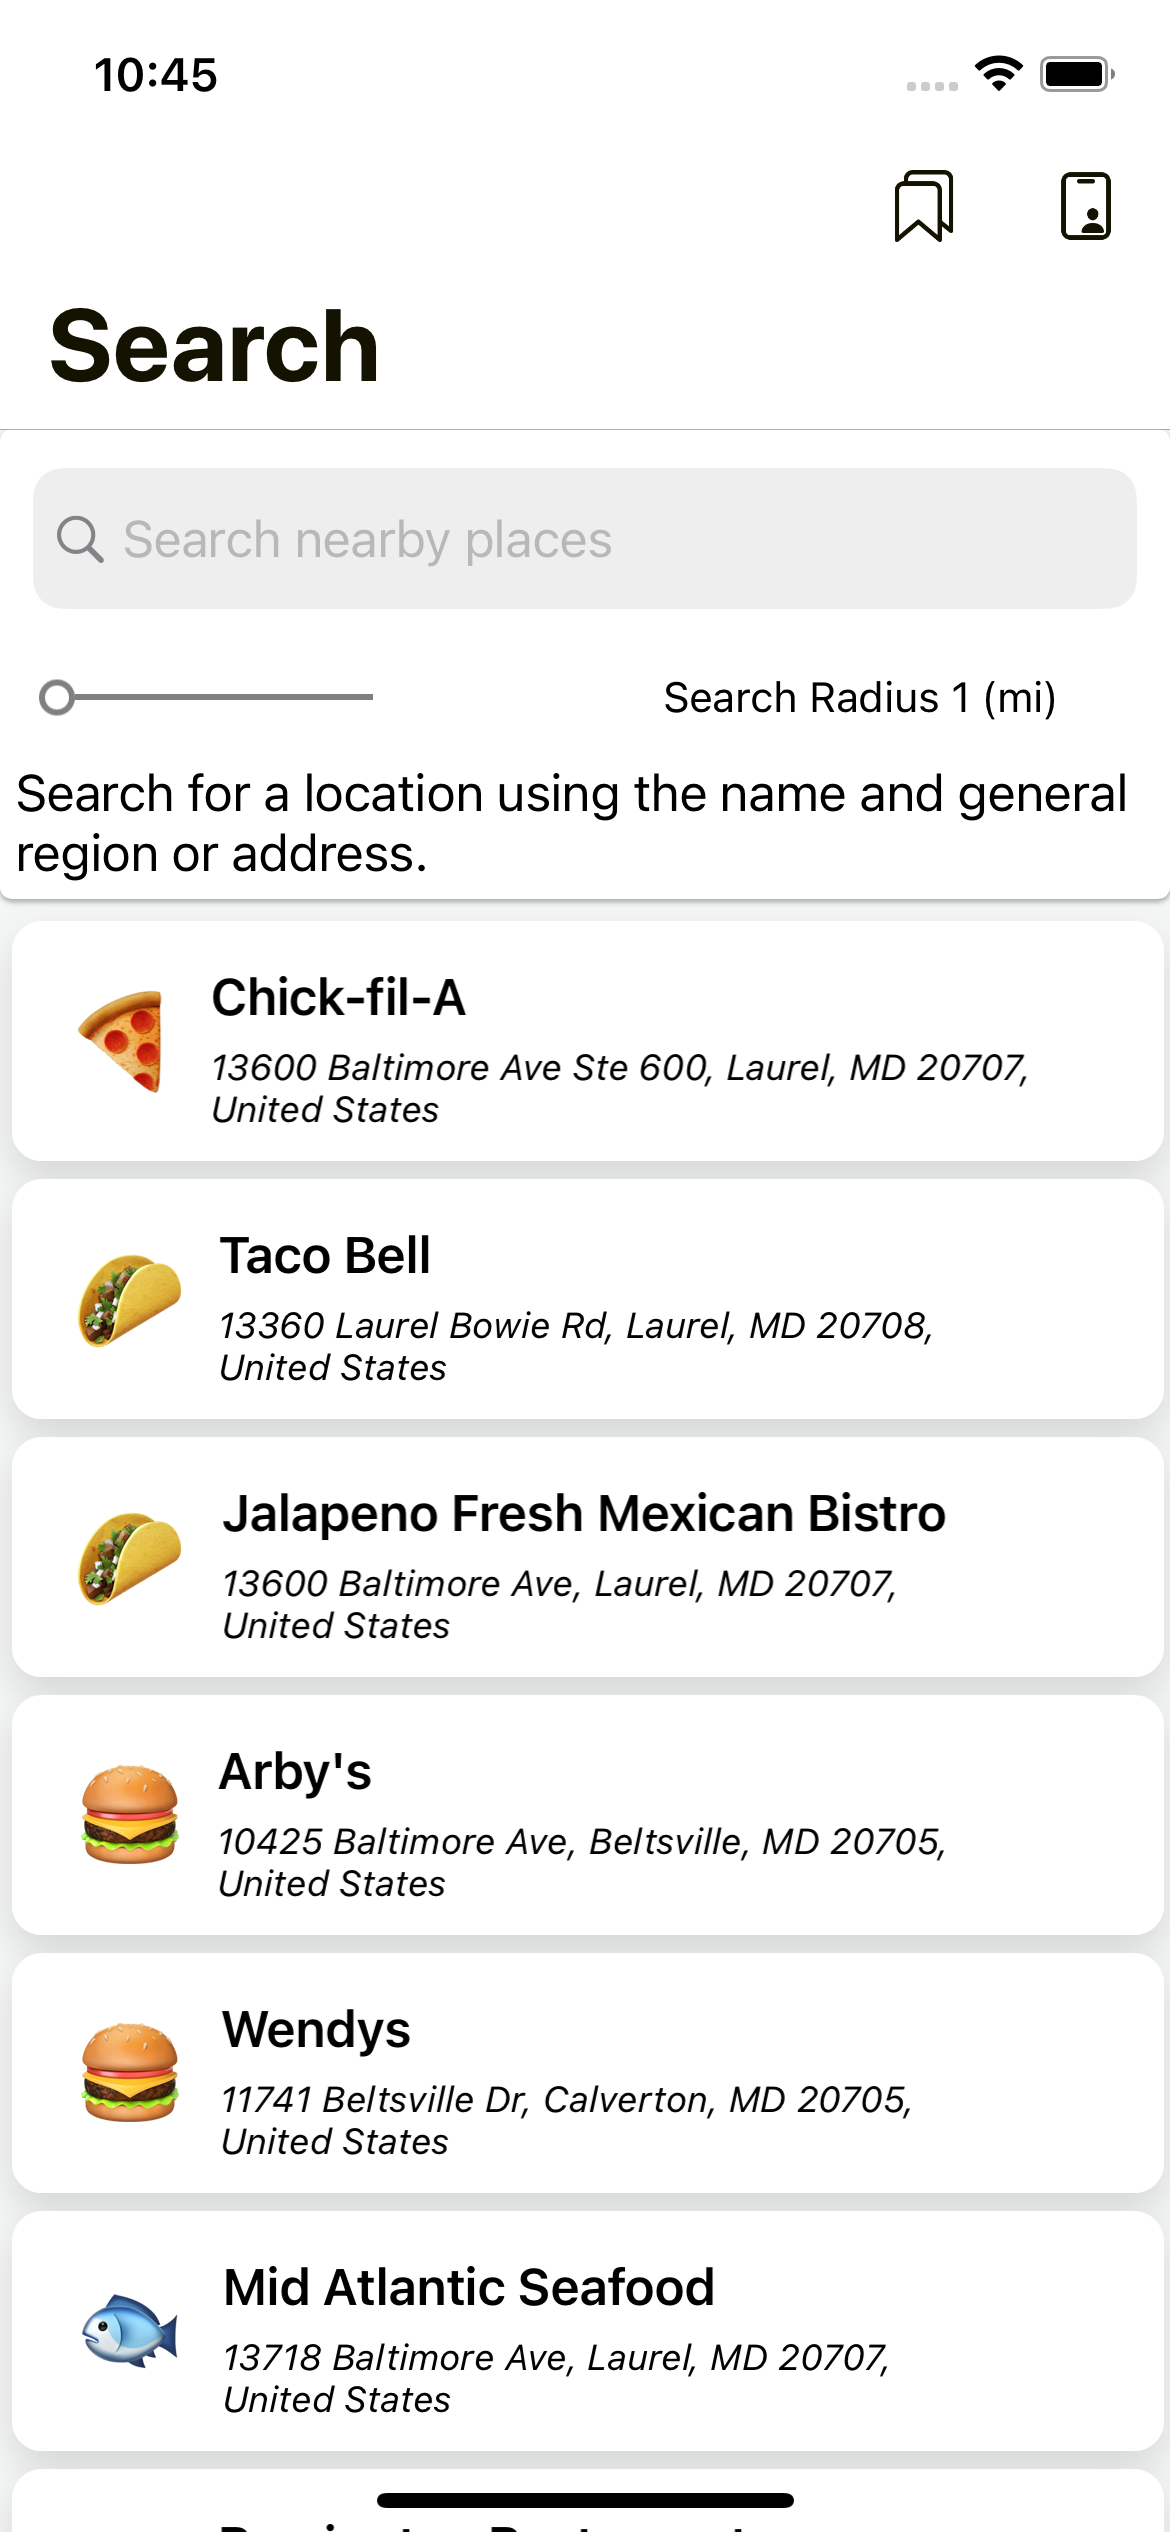 10:45
Search
Search nearby places
Search Radius 1 (mi)
Search for a location using the name and general
region or address.
Chick-fil-A
13600 Baltimore Ave Ste 600, Laurel, MD 20707,
United States
Taco Bell
13360 Laurel Bowie Rd, Laurel, MD 20708,
United States
Jalapeno Fresh Mexican Bistro
13600 Baltimore Ave, Laurel, MD 20707,
United States
Arby's
10425 Baltimore Ave, Beltsville, MD 20705,
United States
Wendys
11741 Beltsville Dr, Calverton, MD 20705,
United States
Mid Atlantic Seafood
13718 Baltimore Ave, Laurel, MD 20707,
United States